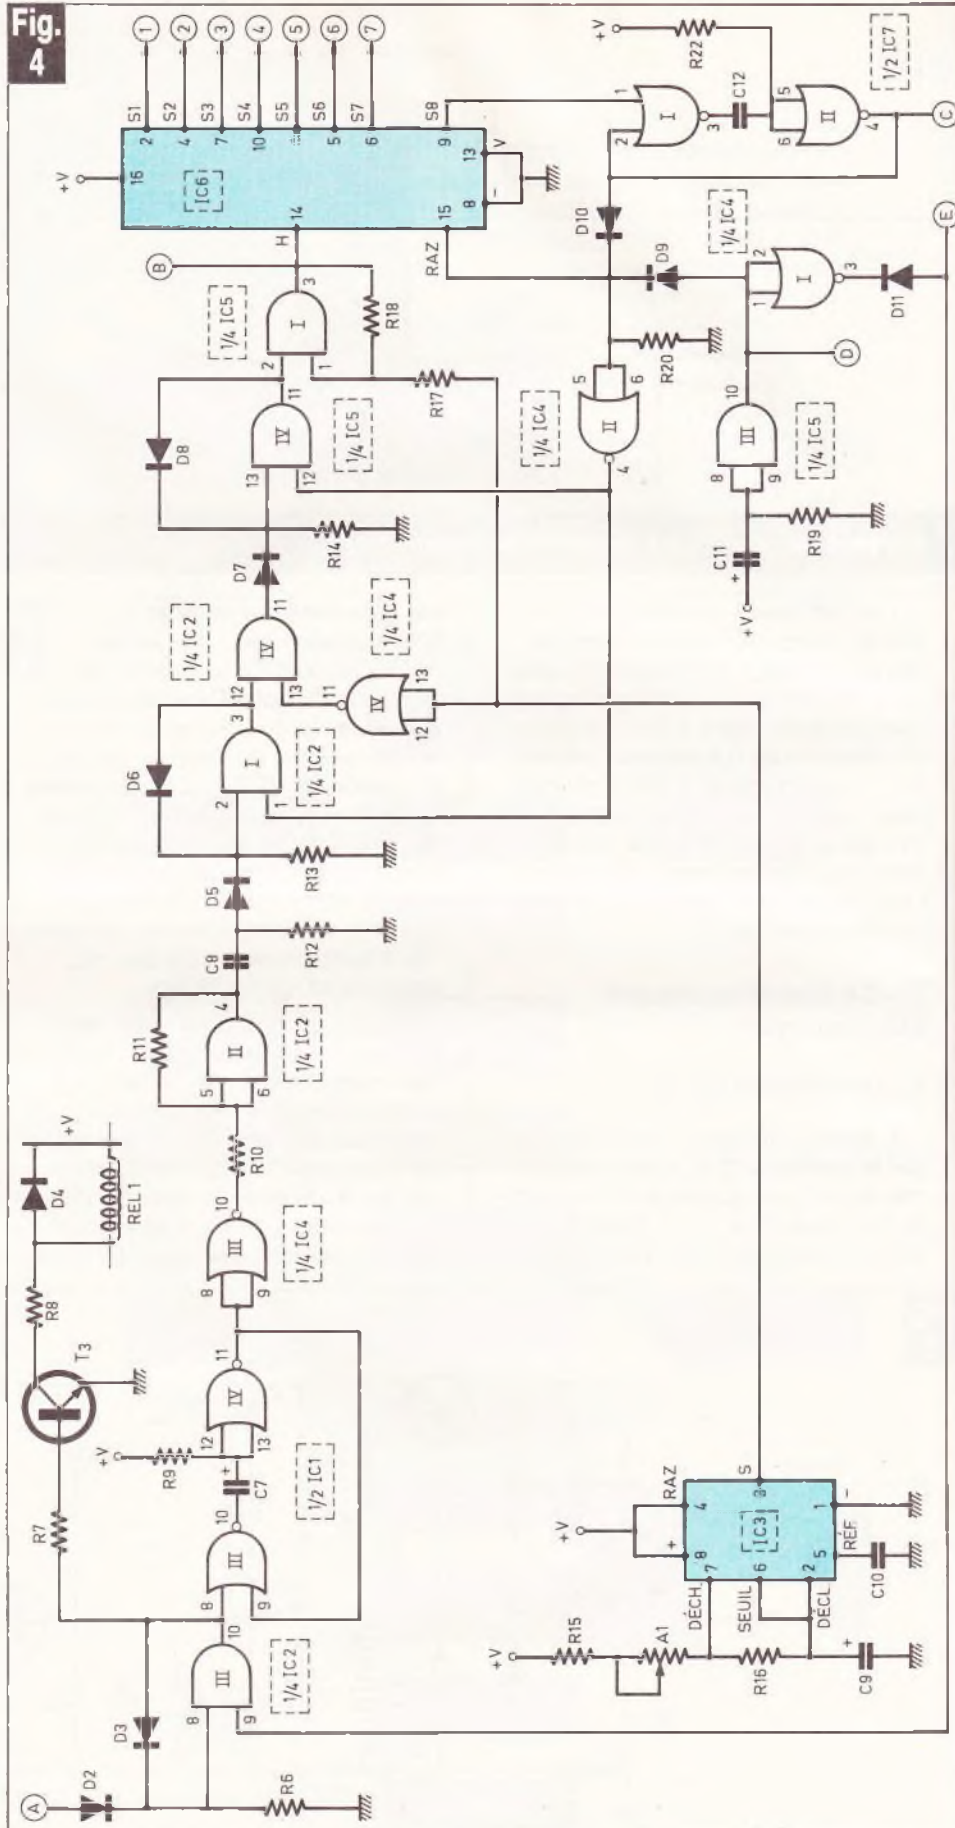 Fig.
4
+V
16
IC6
14
H
15
RAZ
2
S1
1
4
S2
2
7
S3
3
10
S4
4
1
S5
5
5
S6
6
6
S7
7
9
S8
13
V
8
-
B
1/4 IC5
I
3
2
1
R18
R17
D8
IV
11
13
12
1/4 IC5
R14
D7
1/4 IC2
IV
11
12
13
1/4 IC4
IV
11
12
13
D6
I
3
2
1
1/4 IC2
R13
D5
R12
C8
R11
II
4
5
6
1/4 IC2
R10
III
10
8
9
1/4 IC4
+V
D4
REL 1
R8
T3
R7
+V
R9
IV
11
12
13
C7
+
1/2 IC1
III
10
8
9
III
10
8
9
1/4 IC2
D3
D2
A
R6
+V
R22
C12
1/2 IC7
I
1
2
3
II
5
6
4
C
D10
D9
1/4 IC4
I
2
1
3
D11
E
D
R20
II
5
6
4
1/4 IC4
III
10
8
9
1/4 IC5
R19
C11
+
+V
+V
RAZ
4
+
8
7
DÉCH.
6
SEUIL
2
DÉCL.
IC3
3
S
1
-
5
RÉF.
C10
+V
R15
A1
R16
C9
+